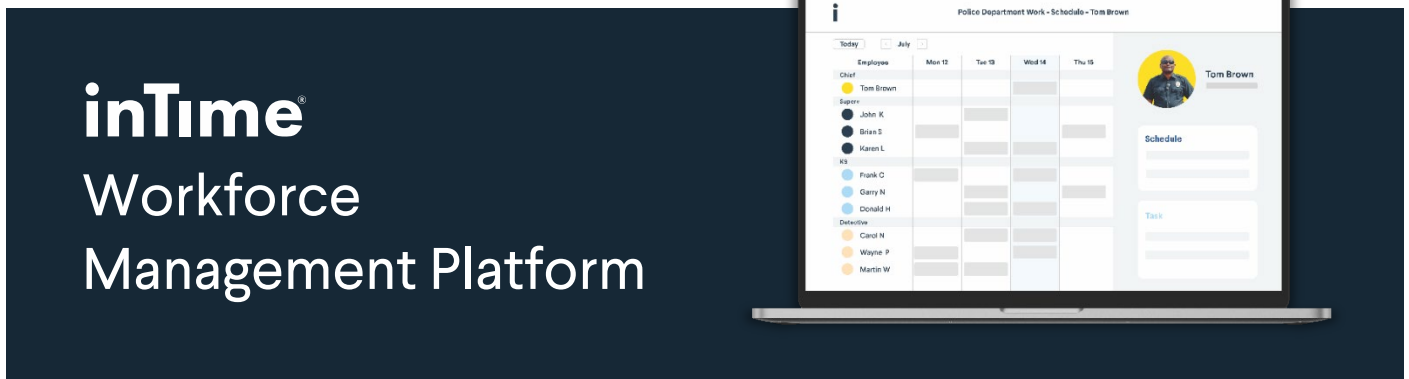 inTime®
Workforce
Management Platform
i
Police Department Work - Schedule - Tom Brown
Today
July
Employee Mon 12 Tue 13 Wed 14 Thu 15
Chief
Tom Brown
Superv
John K
Brian S
Karen L
K9
Frank C
Garry N
Donald H
Detective
Carol N
Wayne P
Martin W
Tom Brown
Schedule
Task